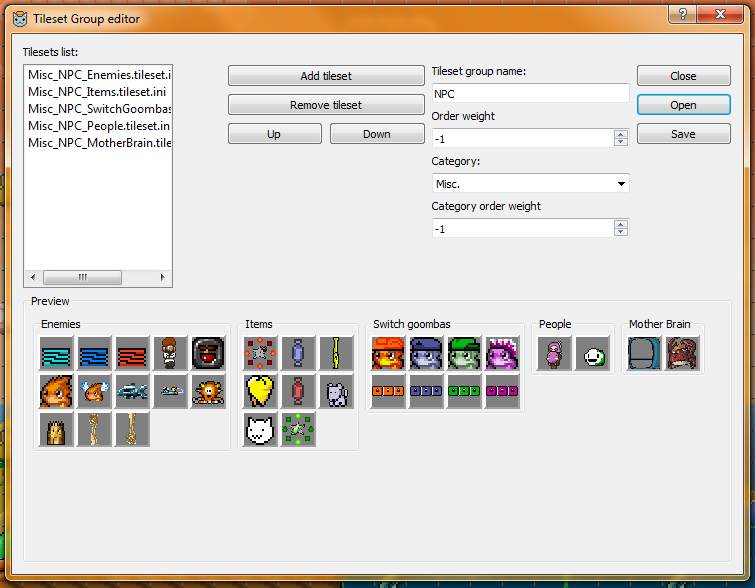 Tileset Group editor
Tilesets list:
Misc_NPC_Enemies.tileset.i
Misc_NPC_Items.tileset.ini
Misc_NPC_SwitchGoombas
Misc_NPC_People.tileset.in
Misc_NPC_MotherBrain.tile
Add tileset
Remove tileset
Up
Down
Tileset group name:
NPC
Order weight
-1
Category:
Misc.
Category order weight
-1
Close
Open
Save
Preview
Enemies
Items
Switch goombas
People
Mother Brain